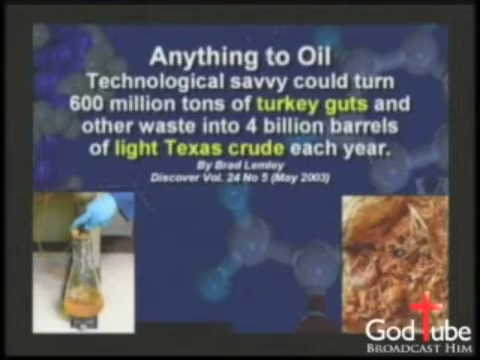 Anything to Oil
Technological savvy could turn
600 million tons of turkey guts and
other waste into 4 billion barrels
of light Texas crude each year.
By Brad Lemley
Discover Vol. 24 No 5 (May 2003)
GodTube
BROADCAST HIM